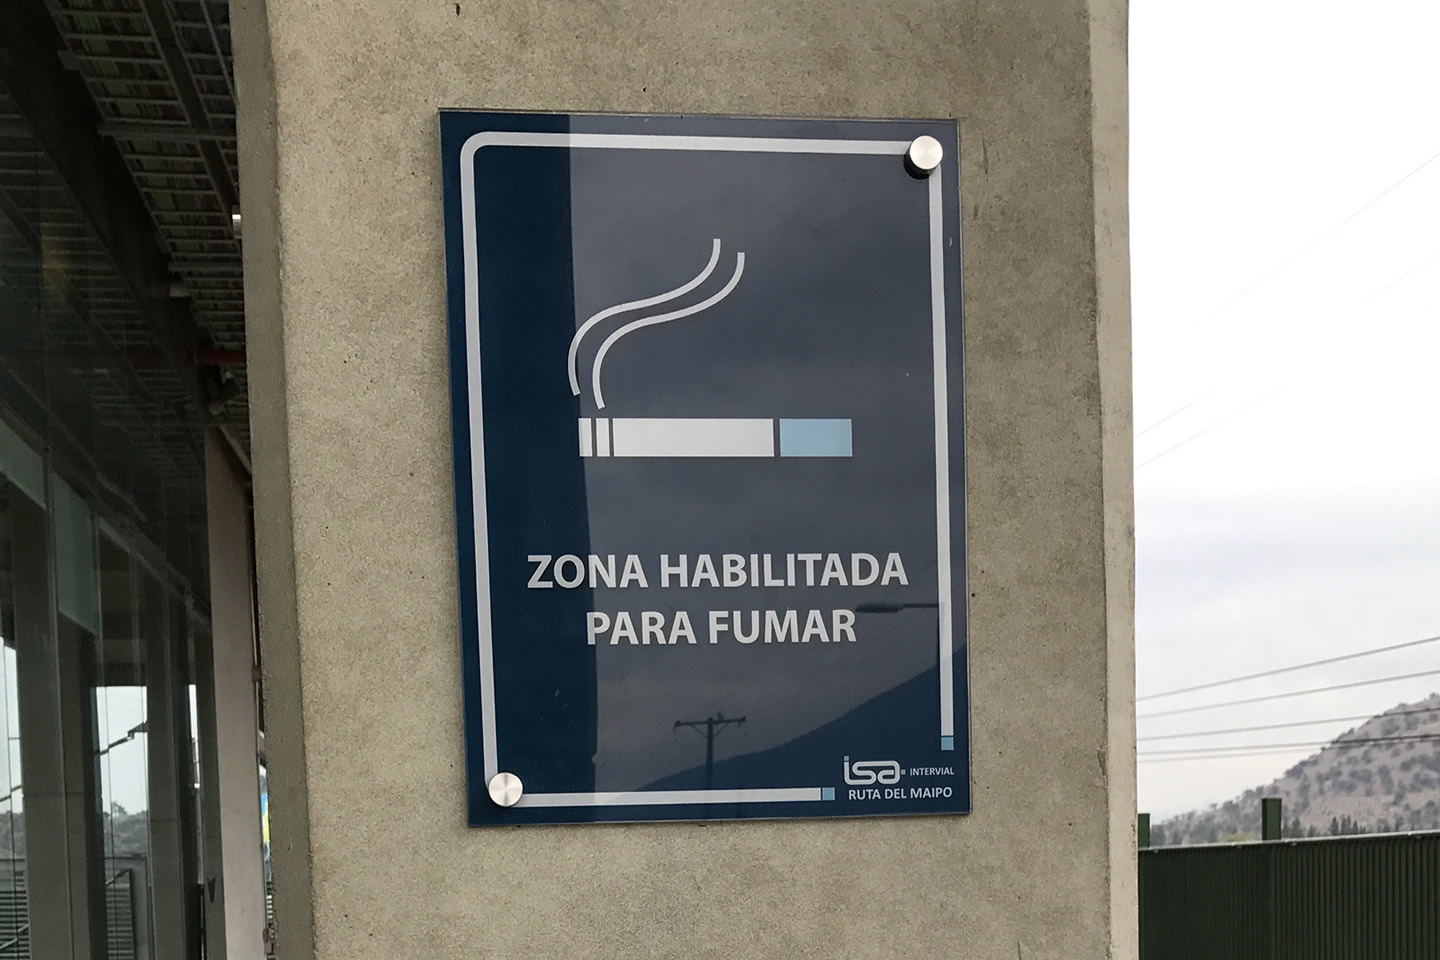 ZONA HABILITADA
PARA FUMAR
isa INTERVIAL
RUTA DEL MAIPO